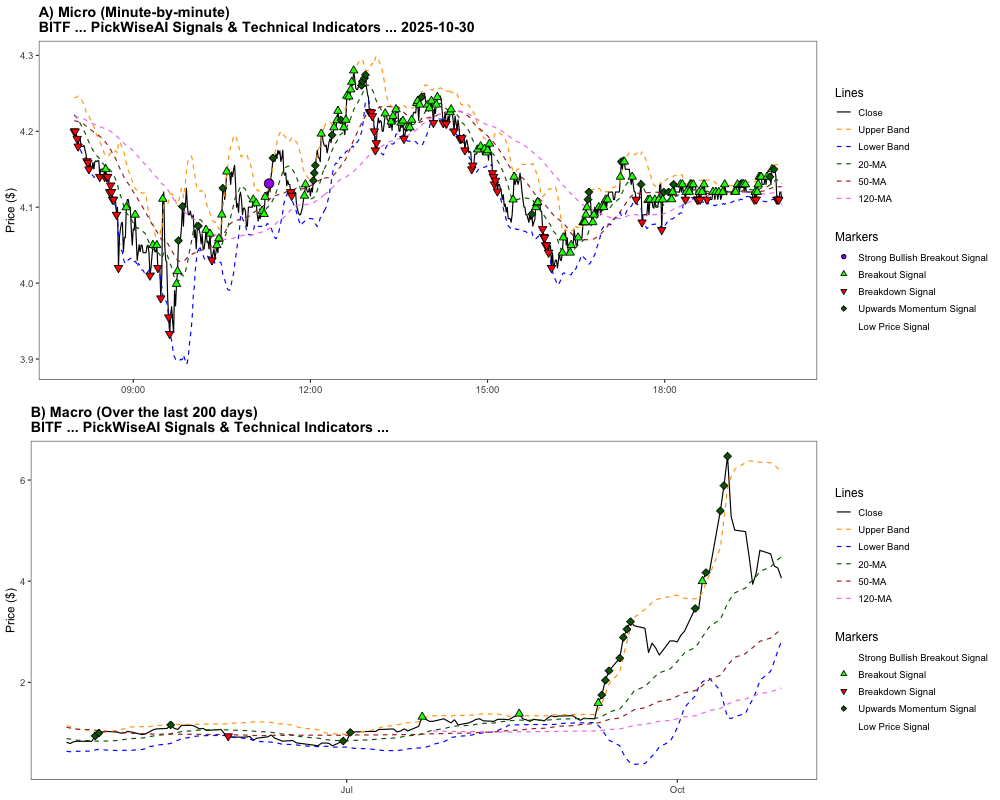 A) Micro (Minute-by-minute)
BITF ... PickWiseAI Signals & Technical Indicators ... 2025-10-30
4.3
4.2
4.1
4.0
3.9
Price ($)
09:00
12:00
15:00
18:00
Lines
Close
Upper Band
Lower Band
20-MA
50-MA
120-MA
Markers
Strong Bullish Breakout Signal
Breakout Signal
Breakdown Signal
Upwards Momentum Signal
Low Price Signal
B) Macro (Over the last 200 days)
BITF ... PickWiseAI Signals & Technical Indicators ...
6
4
2
Price ($)
Jul
Oct
Lines
Close
Upper Band
Lower Band
20-MA
50-MA
120-MA
Markers
Strong Bullish Breakout Signal
Breakout Signal
Breakdown Signal
Upwards Momentum Signal
Low Price Signal